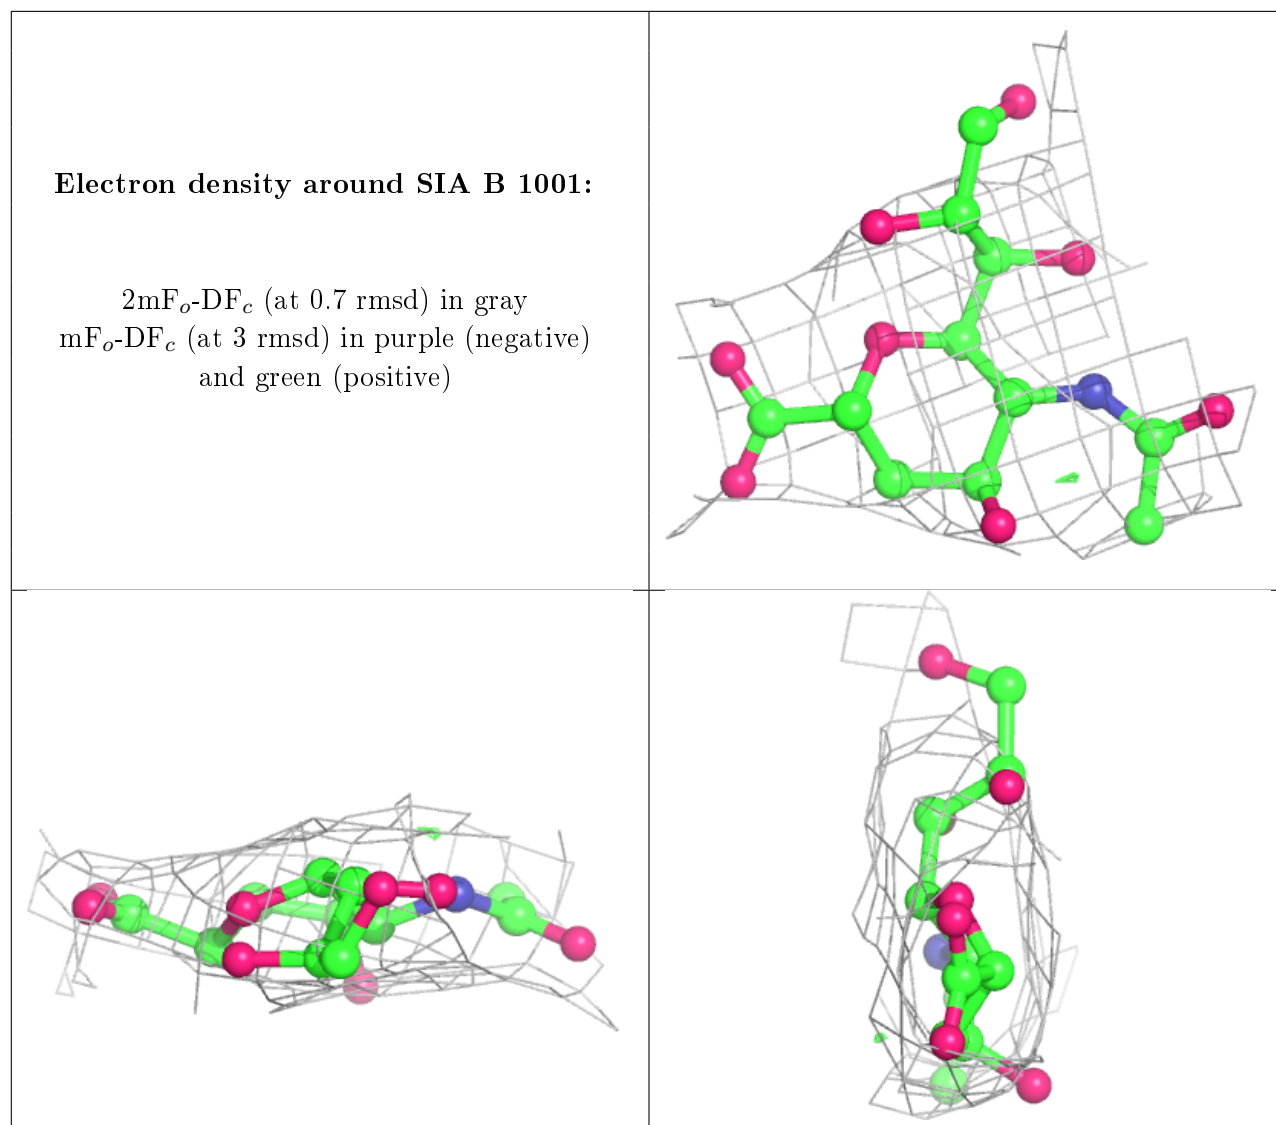 Electron density around SIA B 1001:
2mFo-DFc (at 0.7 rmsd) in gray
mFo-DFc (at 3 rmsd) in purple (negative)
and green (positive)